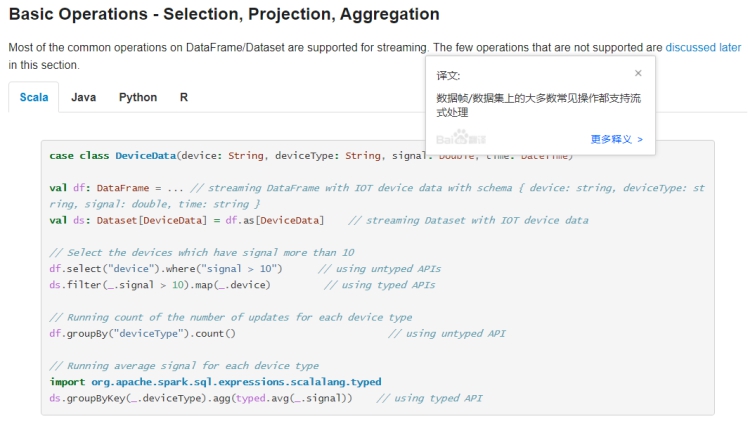 Basic Operations - Selection, Projection, Aggregation
Most of the common operations on DataFrame/Dataset are supported for streaming. The few operations that are not supported are discussed later
in this section.
译文:
×
数据帧/数据集上的大多数常见操作都支持流
式处理
Bai 翻译
更多释义 >
Scala Java Python R
case class DeviceData(device: String, deviceType: String, signal: Double, time: DateTime)
val df: DataFrame = ... // streaming DataFrame with IOT device data with schema { device: string, deviceType: st
ring, signal: double, time: string }
val ds: Dataset[DeviceData] = df.as[DeviceData] // streaming Dataset with IOT device data
// Select the devices which have signal more than 10
df.select("device").where("signal > 10") // using untyped APIs
ds.filter(_.signal > 10).map(_.device) // using typed APIs
// Running count of the number of updates for each device type
df.groupBy("deviceType").count() // using untyped API
// Running average signal for each device type
import org.apache.spark.sql.expressions.scalalang.typed
ds.groupByKey(_.deviceType).agg(typed.avg(_.signal)) // using typed API